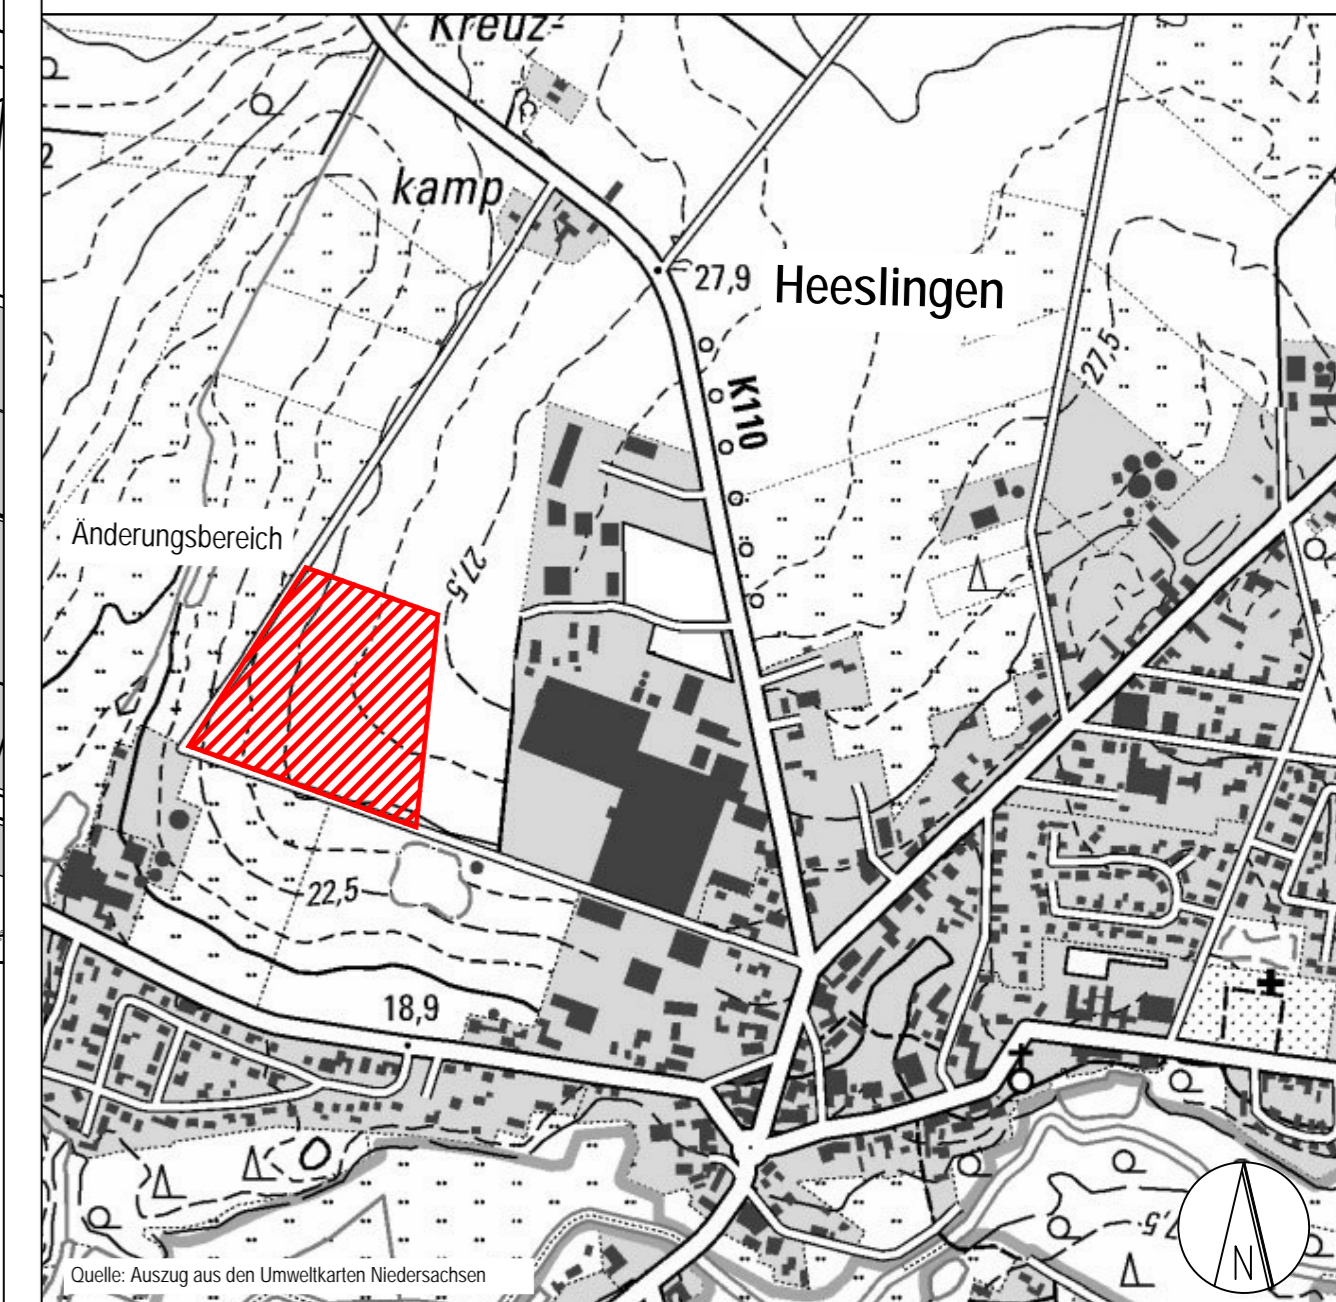 Kreuz-
2
kamp
27,9
Heeslingen
27,5
K110
Änderungsbereich
27,5
22,5
18,9
Quelle: Auszug aus den Umweltkarten Niedersachsen
N